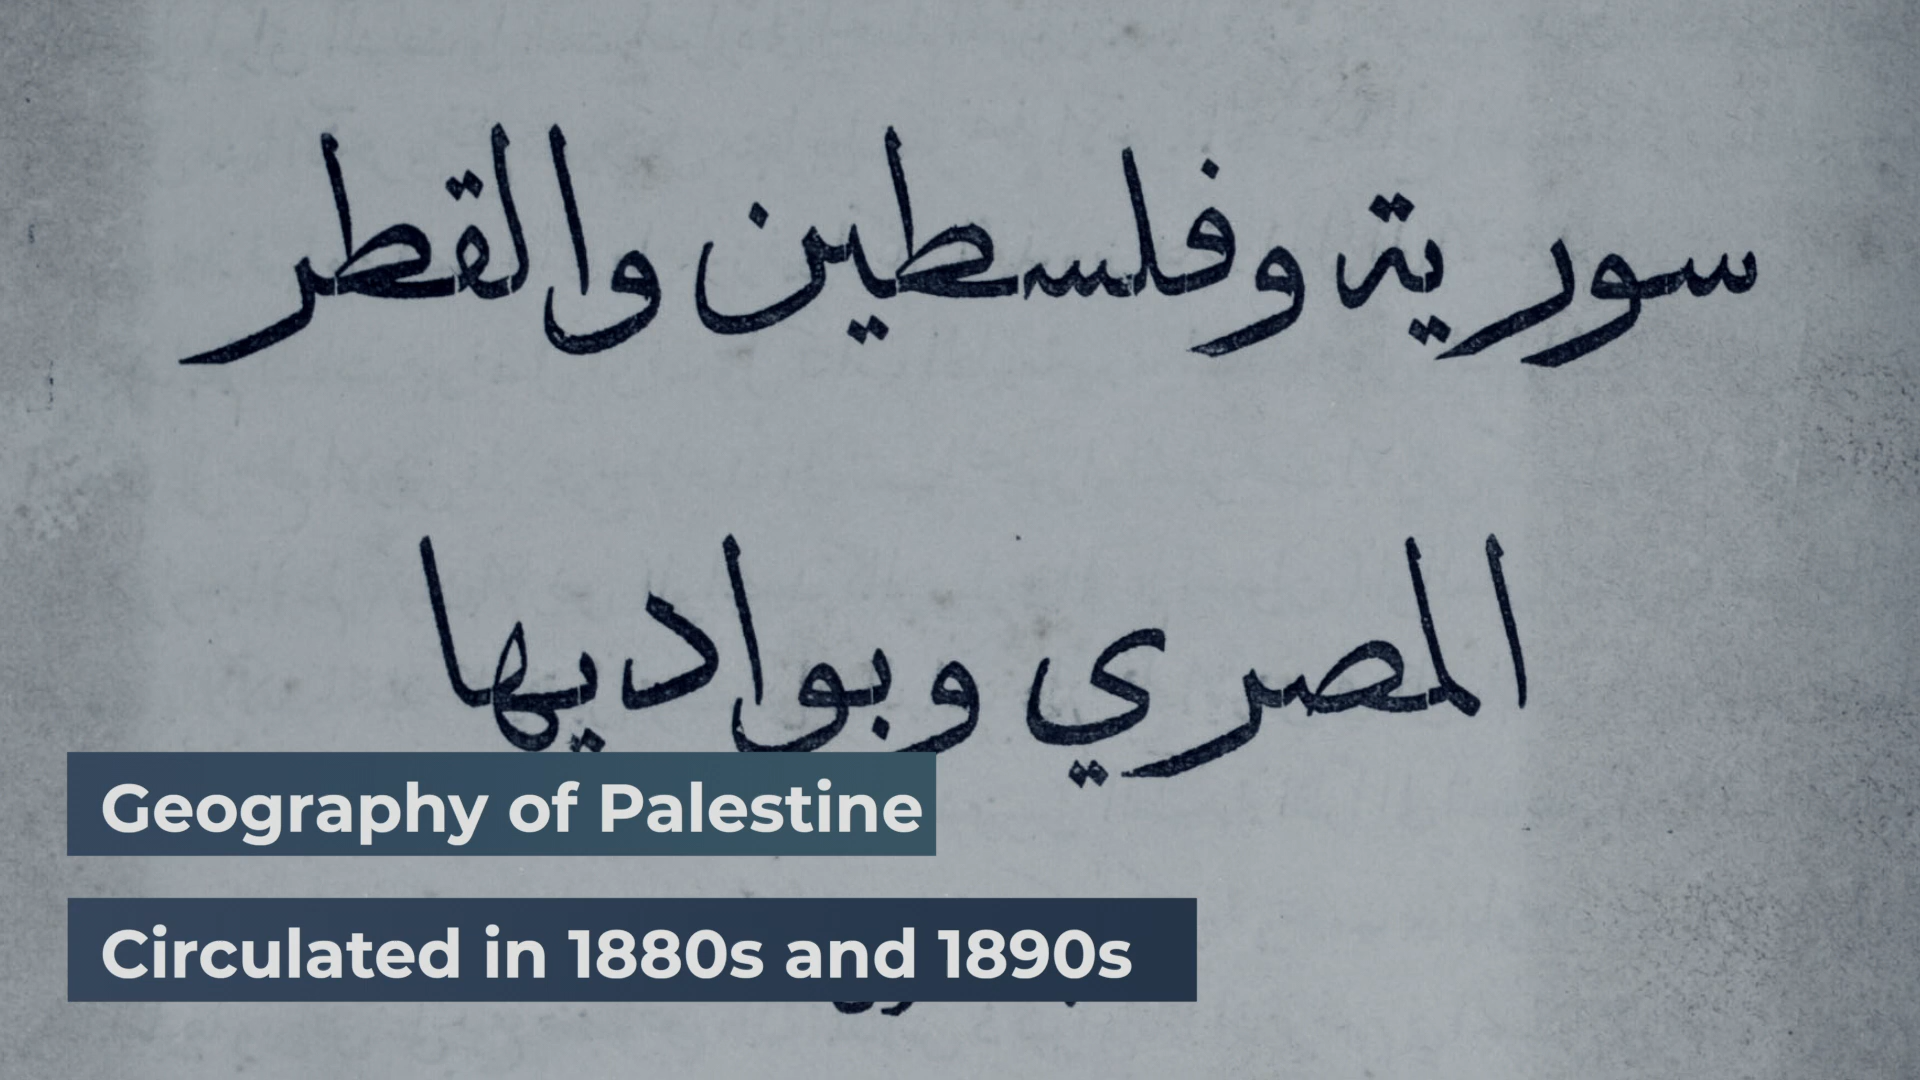 سورية وفلسطين والقطر
المصري وبواديها
Geography of Palestine
Circulated in 1880s and 1890s